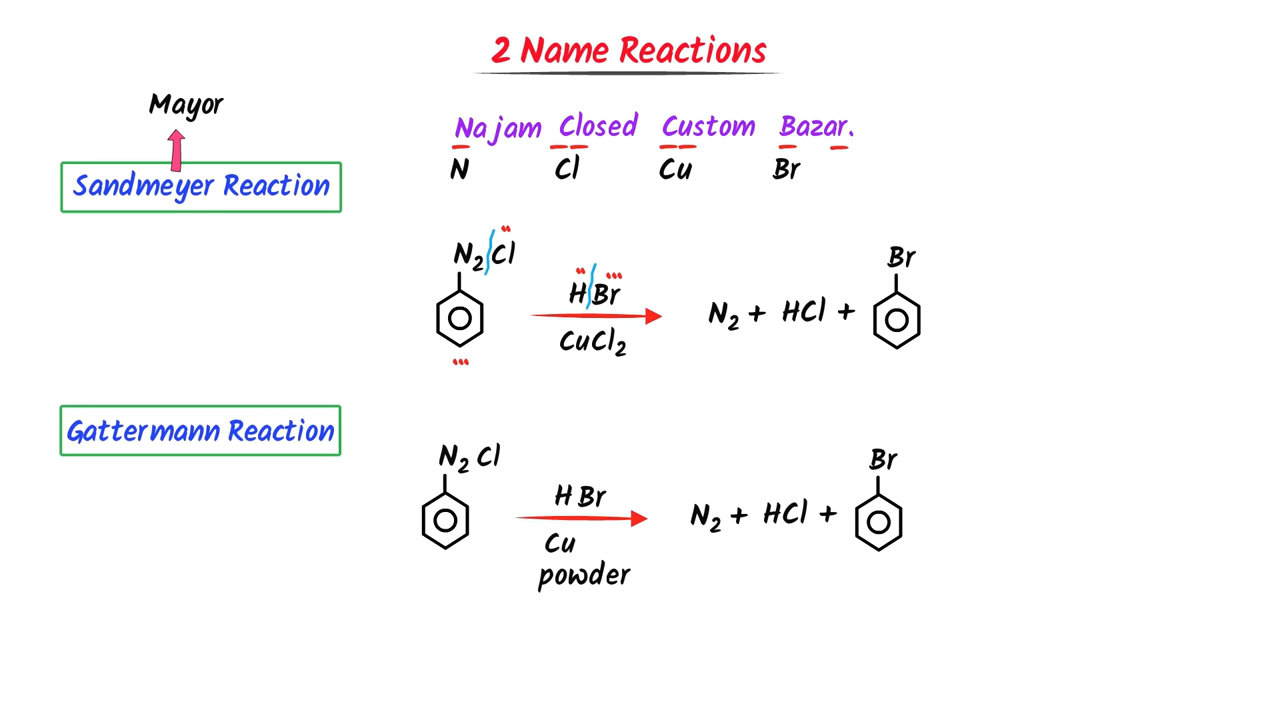 2 Name Reactions
Mayor
Najam Closed Custom Bazar.
N Cl Cu Br
Sandmeyer Reaction
N₂Cl
HBr
CuCl₂
N₂ + HCl +
Br
Gattermann Reaction
N₂Cl
HBr
Cu
powder
N₂ + HCl +
Br